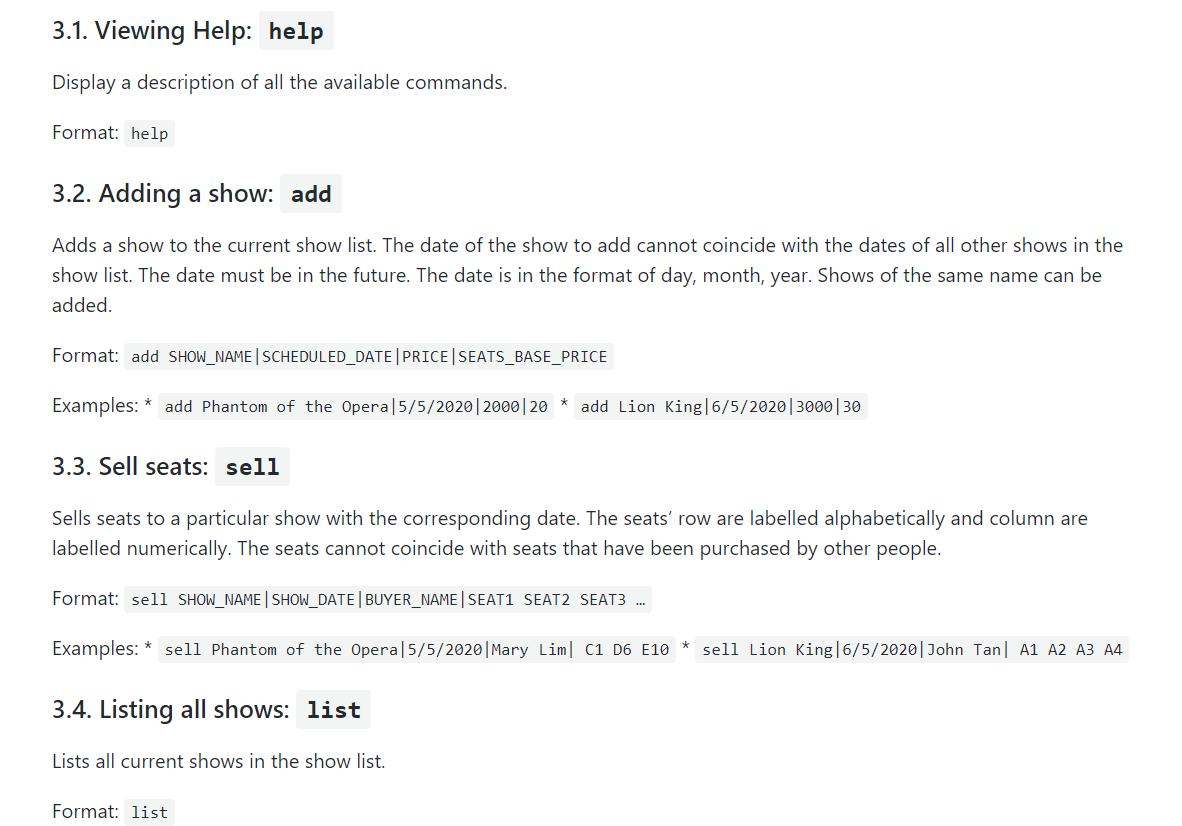 3.1. Viewing Help: help
Display a description of all the available commands.
Format: help
3.2. Adding a show: add
Adds a show to the current show list. The date of the show to add cannot coincide with the dates of all other shows in the
show list. The date must be in the future. The date is in the format of day, month, year. Shows of the same name can be
added.
Format: add SHOW_NAME|SCHEDULED_DATE|PRICE|SEATS_BASE_PRICE
Examples: * add Phantom of the Opera|5/5/2020|2000|20 * add Lion King|6/5/2020|3000|30
3.3. Sell seats: sell
Sells seats to a particular show with the corresponding date. The seats’ row are labelled alphabetically and column are
labelled numerically. The seats cannot coincide with seats that have been purchased by other people.
Format: sell SHOW_NAME|SHOW_DATE|BUYER_NAME|SEAT1 SEAT2 SEAT3 …
Examples: * sell Phantom of the Opera|5/5/2020|Mary Lim| C1 D6 E10 * sell Lion King|6/5/2020|John Tan| A1 A2 A3 A4
3.4. Listing all shows: list
Lists all current shows in the show list.
Format: list